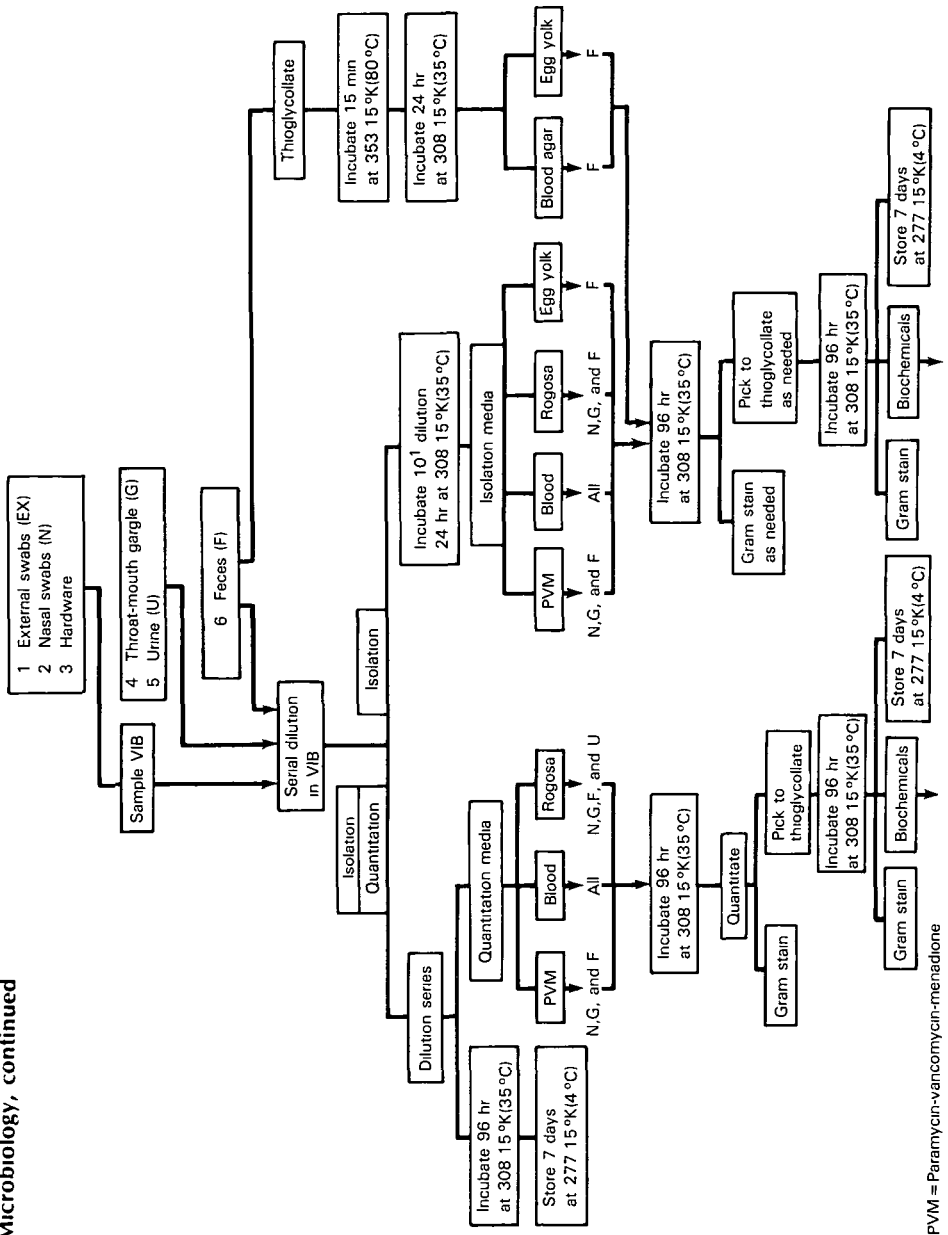 Microbiology, continued
1 External swabs (EX)
2 Nasal swabs (N)
3 Hardware
Sample VIB
4 Throat-mouth gargle (G)
5 Urine (U)
6 Feces (F)
Serial dilution
in VIB
Isolation
Quantitation
Isolation
Thioglycollate
Incubate 15 min
at 353 15 °K(80 °C)
Incubate 24 hr
at 308 15 °K(35 °C)
Blood agar
Egg yolk
F
F
Dilution series
Incubate 96 hr
at 308 15 °K(35 °C)
Store 7 days
at 277 15 °K(4 °C)
Quantitation media
PVM
Blood
Rogosa
N,G, and F
All
N,G,F, and U
Incubate 10¹ dilution
24 hr at 308 15 °K(35 °C)
Isolation media
PVM
Blood
Rogosa
Egg yolk
N,G, and F
All
N,G, and F
F
Incubate 96 hr
at 308 15 °K(35 °C)
Quantitate
Gram stain
Pick to
thioglycollate
Incubate 96 hr
at 308 15 °K(35 °C)
Gram stain
Biochemicals
Store 7 days
at 277 15 °K(4 °C)
Incubate 96 hr
at 308 15 °K(35 °C)
Gram stain
as needed
Pick to
thioglycollate
as needed
Incubate 96 hr
at 308 15 °K(35 °C)
Gram stain
Biochemicals
Store 7 days
at 277 15 °K(4 °C)
PVM = Paramycin-vancomycin-menadione